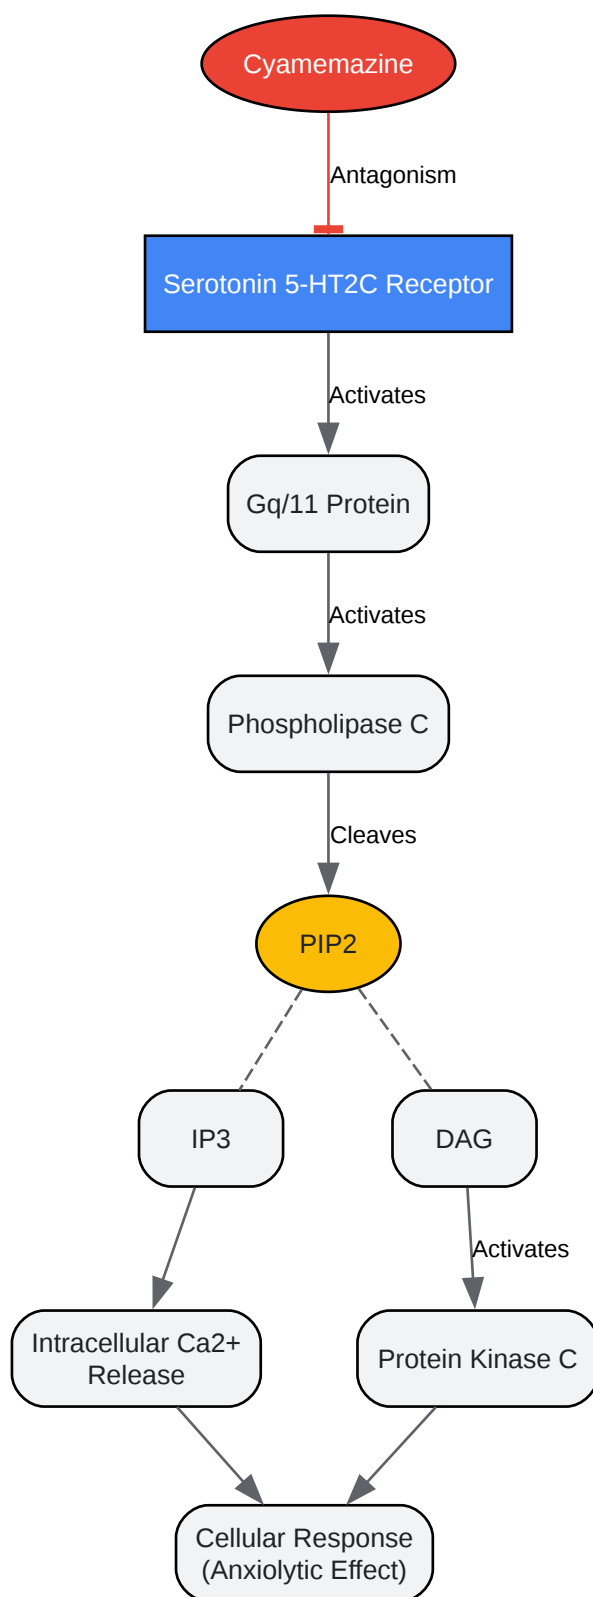 Cyamemazine
Antagonism
Serotonin 5-HT2C Receptor
Activates
Gq/11 Protein
Activates
Phospholipase C
Cleaves
PIP2
IP3
DAG
Activates
Intracellular Ca2+
Release
Protein Kinase C
Cellular Response
(Anxiolytic Effect)